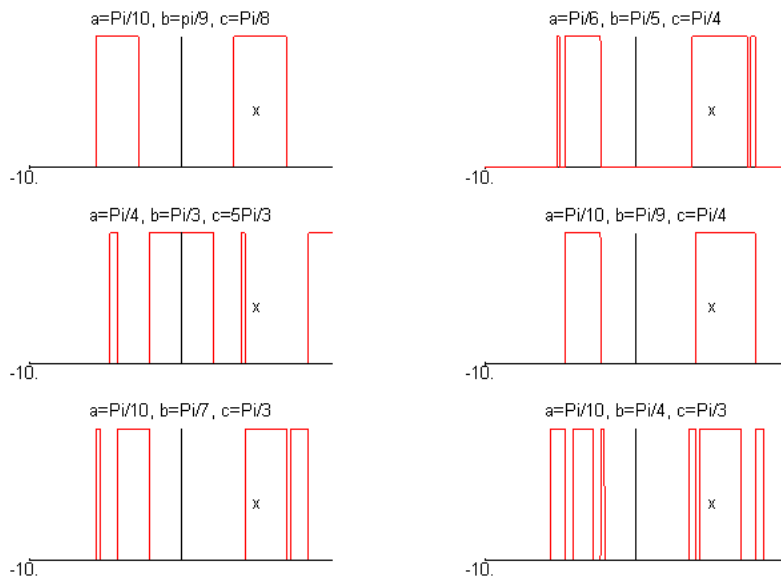 a=Pi/10, b=pi/9, c=Pi/8
a=Pi/6, b=Pi/5, c=Pi/4
x
x
-10.
-10.
a=Pi/4, b=Pi/3, c=5Pi/3
a=Pi/10, b=Pi/9, c=Pi/4
x
x
-10.
-10.
a=Pi/10, b=Pi/7, c=Pi/3
a=Pi/10, b=Pi/4, c=Pi/3
x
x
-10.
-10.